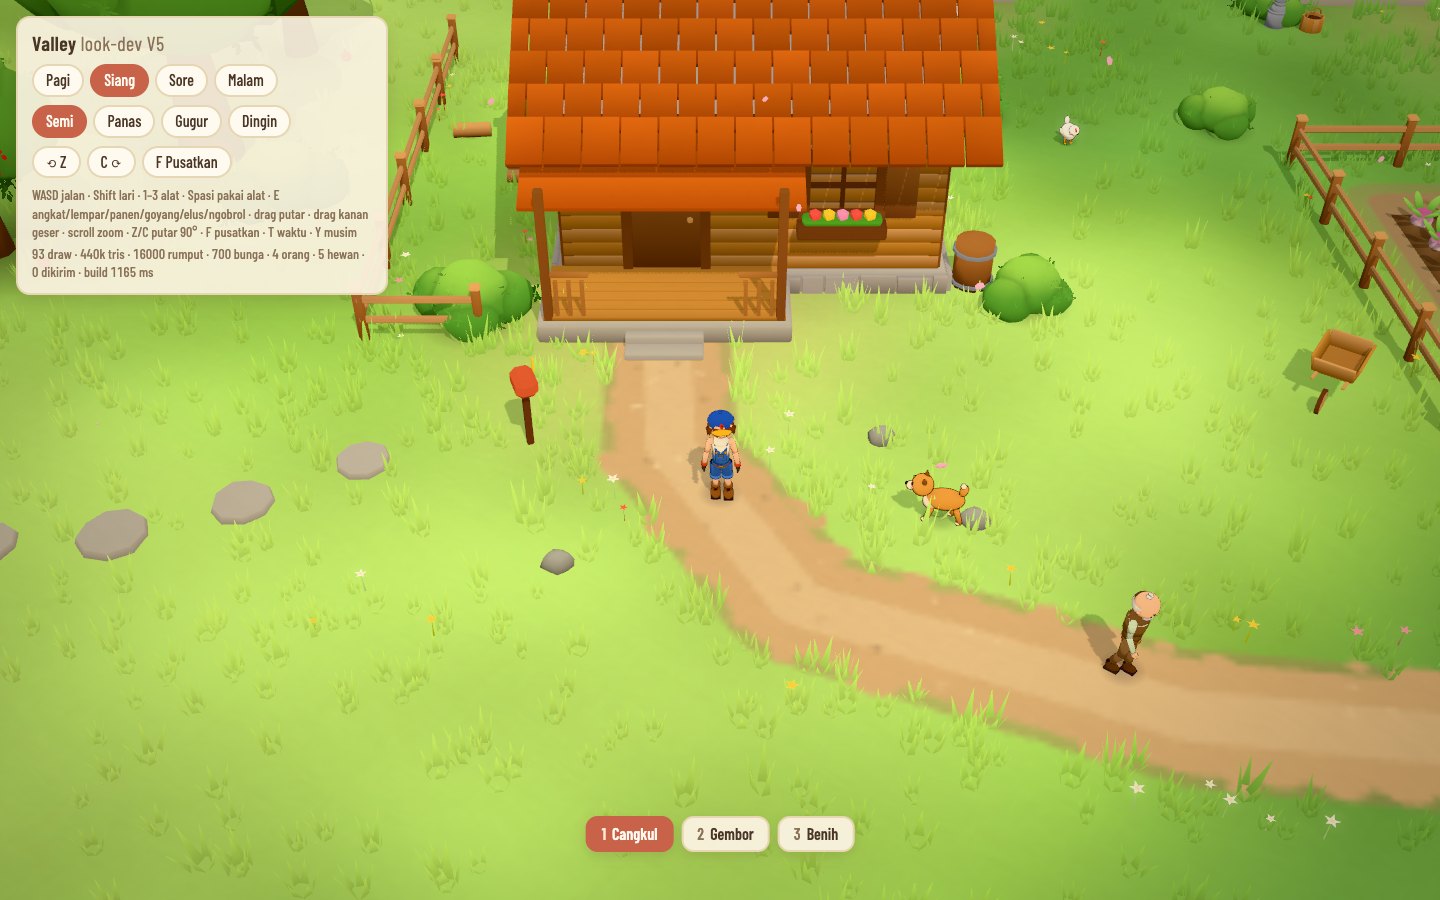 Valley look-dev V5
Pagi Siang Sore Malam
Semi Panas Gugur Dingin
⟲ Z C ⟳ F Pusatkan
WASD jalan · Shift lari · 1–3 alat · Spasi pakai alat · E
angkat/lempar/panen/goyang/elus/ngobrol · drag putar · drag kanan
geser · scroll zoom · Z/C putar 90° · F pusatkan · T waktu · Y musim
93 draw · 440k tris · 16000 rumput · 700 bunga · 4 orang · 5 hewan ·
0 dikirim · build 1165 ms
1 Cangkul 2 Gembor 3 Benih